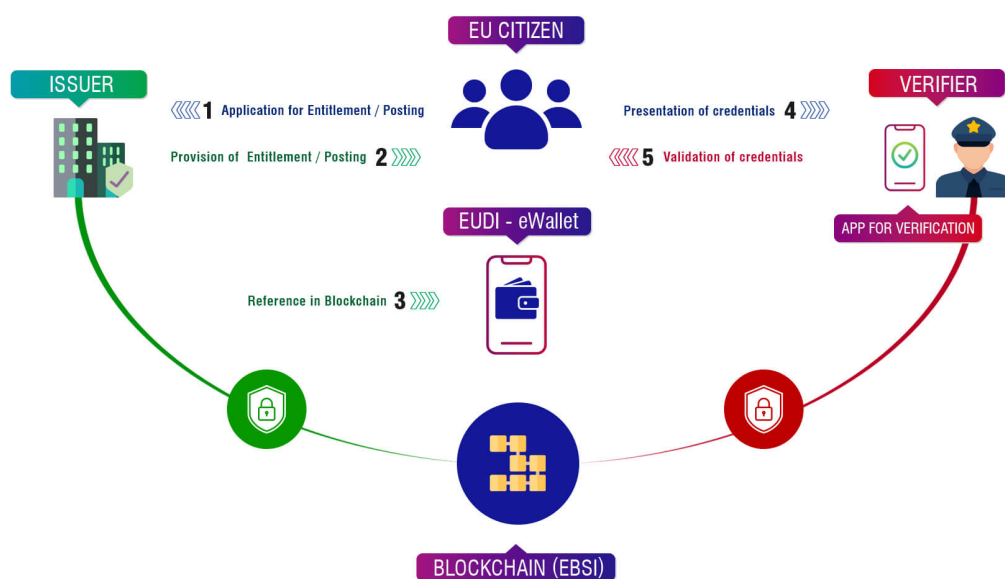 EU CITIZEN
ISSUER
VERIFIER
1 Application for Entitlement / Posting
Presentation of credentials 4
Provision of Entitlement / Posting 2
5 Validation of credentials
EUDI - eWallet
APP FOR VERIFICATION
Reference in Blockchain 3
BLOCKCHAIN (EBSI)